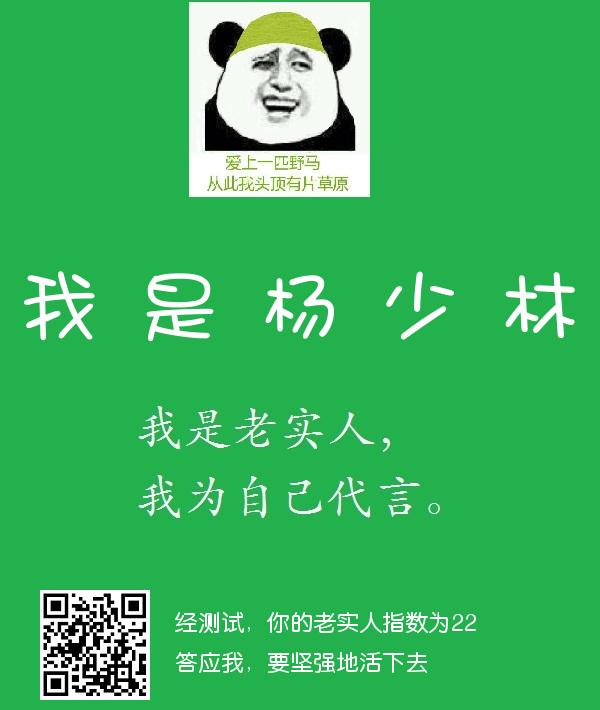 爱上一匹野马
从此我头顶有片草原
我是杨少林
我是老实人，
我为自己代言。
经测试，你的老实人指数为22
答应我，要坚强地活下去